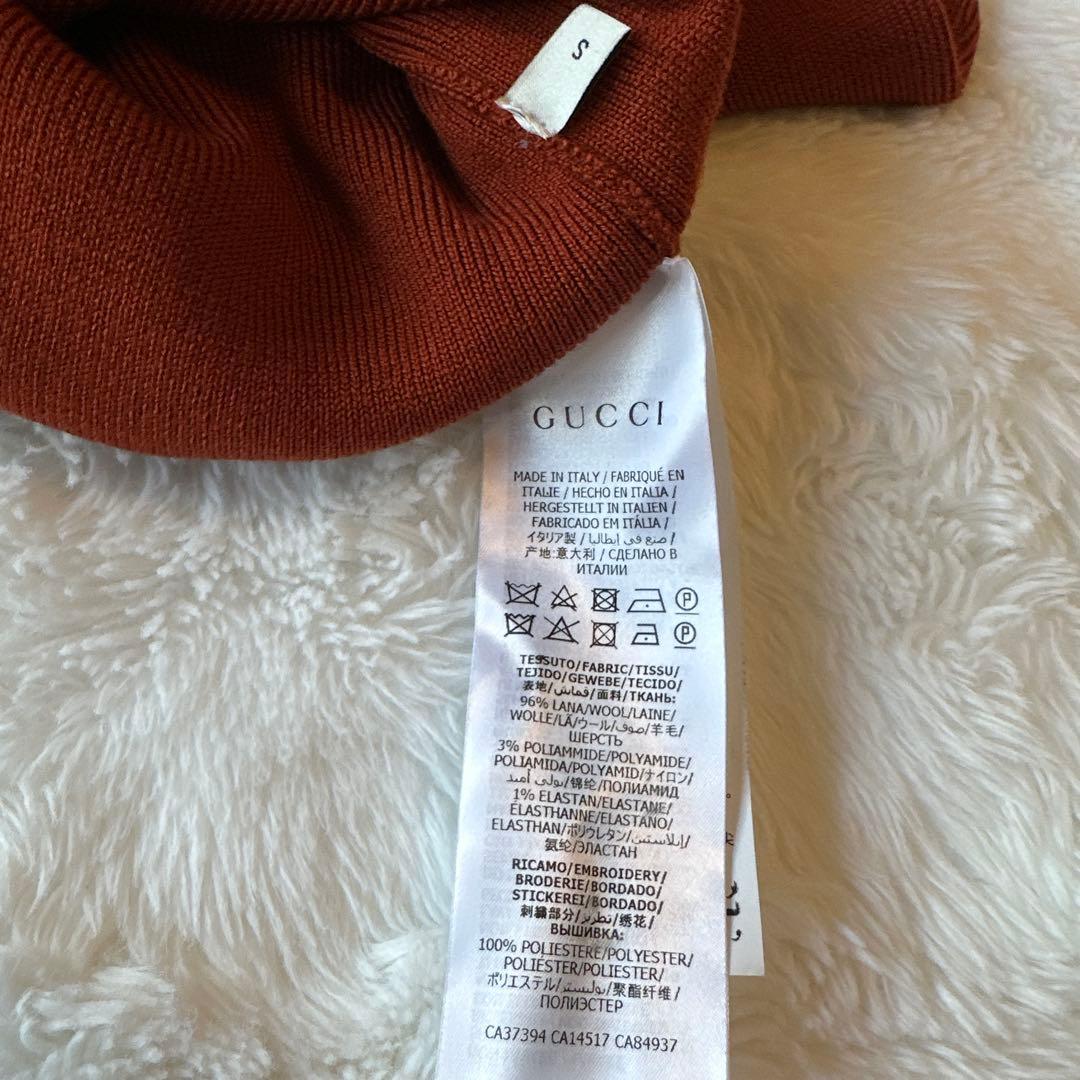 S
GUCCI
MADE IN ITALY / FABRIQUÉ EN
ITALIE / HECHO EN ITALIA /
HERGESTELLT IN ITALIEN /
FABRICADO EM ITÁLIA /
イタリア製 / صنع في إيطاليا /
产地:意大利 / СДЕЛАНО В
ИТАЛИИ
P
P
TESSUTO/FABRIC/TISSU/
TEJIDO/GEWEBE/TECIDO/
表地/قماش/面料/ТКАНЬ:
96% LANA/WOOL/LAINE/
WOLLE/LÃ/ウール/صوف/羊毛/
ШЕРСТЬ
3% POLIAMMIDE/POLYAMIDE/
POLIAMIDA/POLYAMID/ナイロン/
بولي أميد/锦纶/ПОЛИАМИД
1% ELASTAN/ELASTANE/
ÉLASTHANNE/ELASTANO/
ELASTHAN/ポリウレタン/إيلاستين/
氨纶/ЭЛАСТАН
RICAMO/EMBROIDERY/
BRODERIE/BORDADO/
STICKEREI/BORDADO/
刺繍部分/تطريز/绣花/
ВЫШИВКА:
100% POLIESTERE/POLYESTER/
POLIÉSTER/POLIESTER/
ポリエステル/بوليستر/聚酯纤维/
ПОЛИЭСТЕР
CA37394 CA14517 CA84937